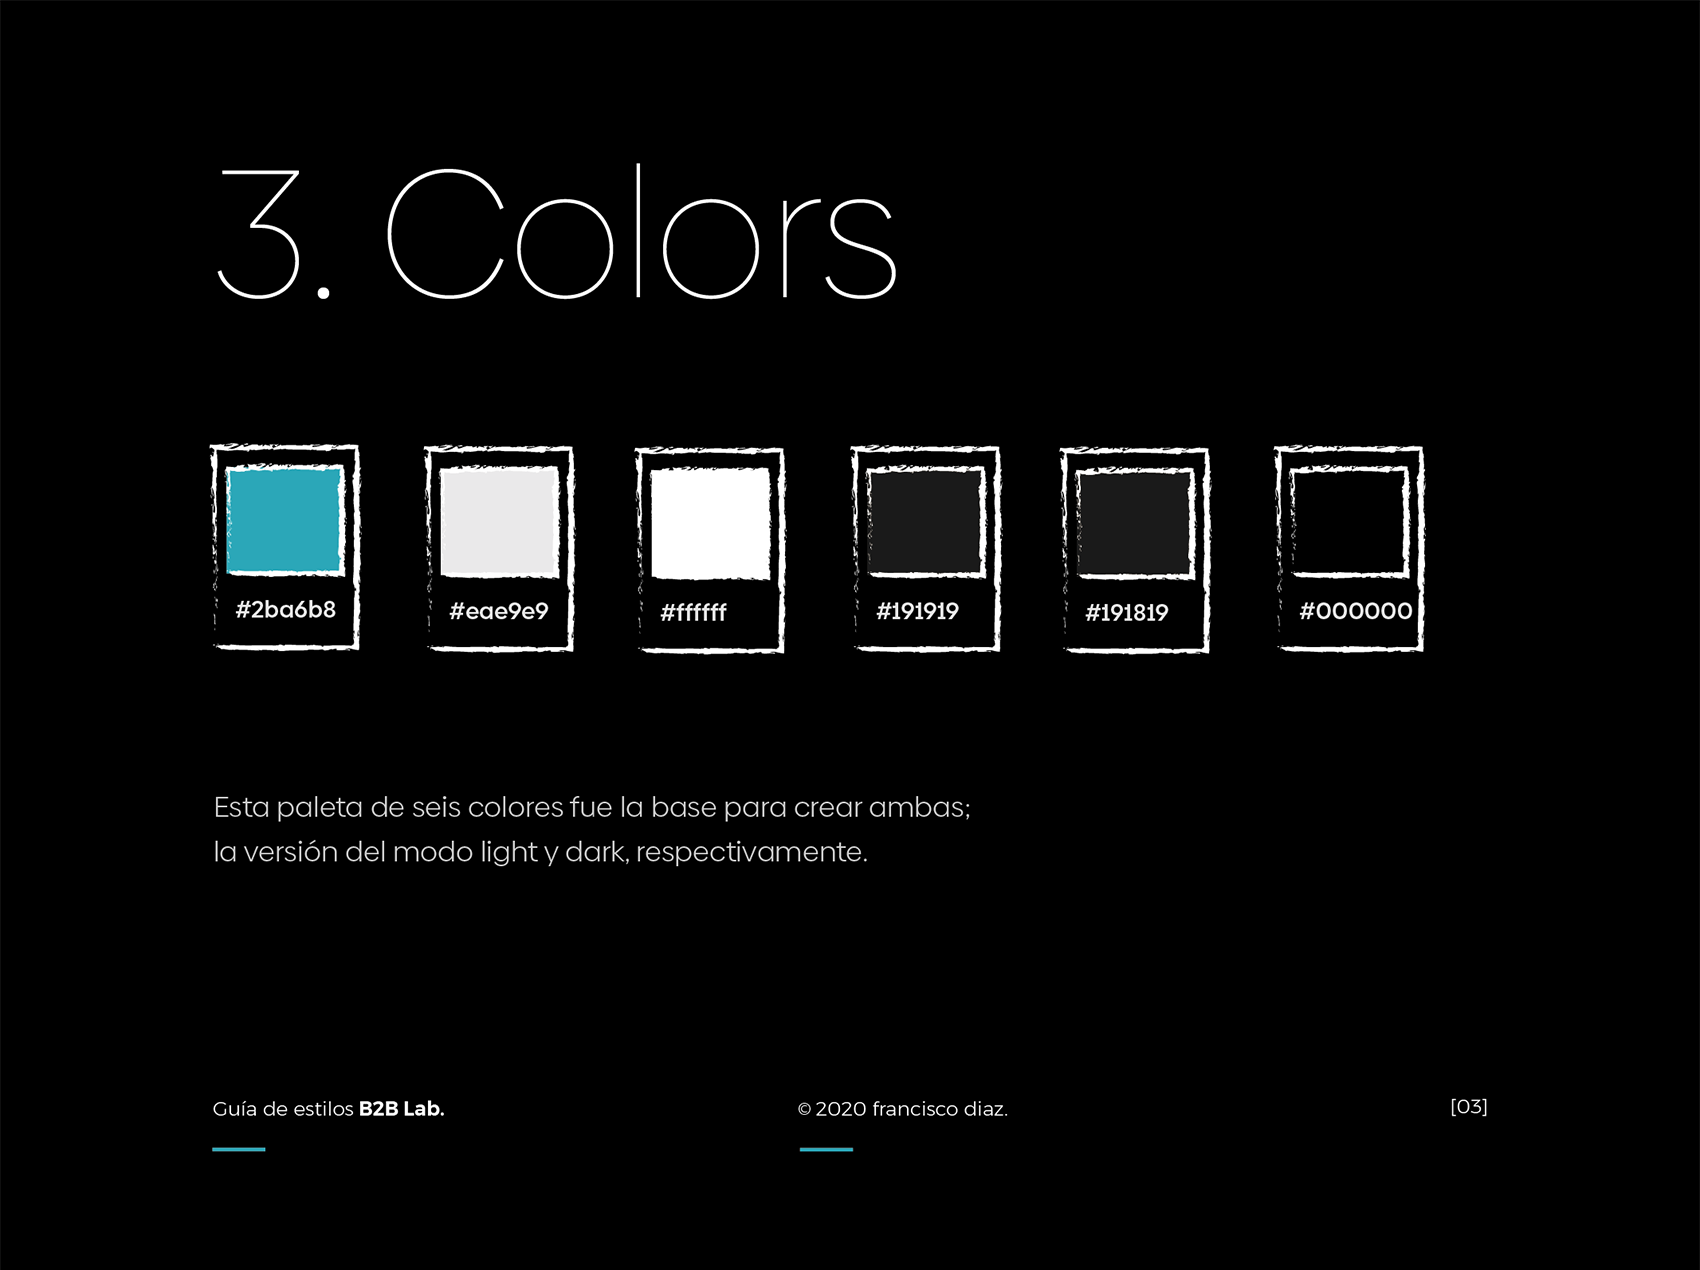 3. Colors
#2ba6b8
#eae9e9
#ffffff
#191919
#191819
#000000
Esta paleta de seis colores fue la base para crear ambas;
la versión del modo light y dark, respectivamente.
Guía de estilos B2B Lab.
© 2020 francisco diaz.
[03]